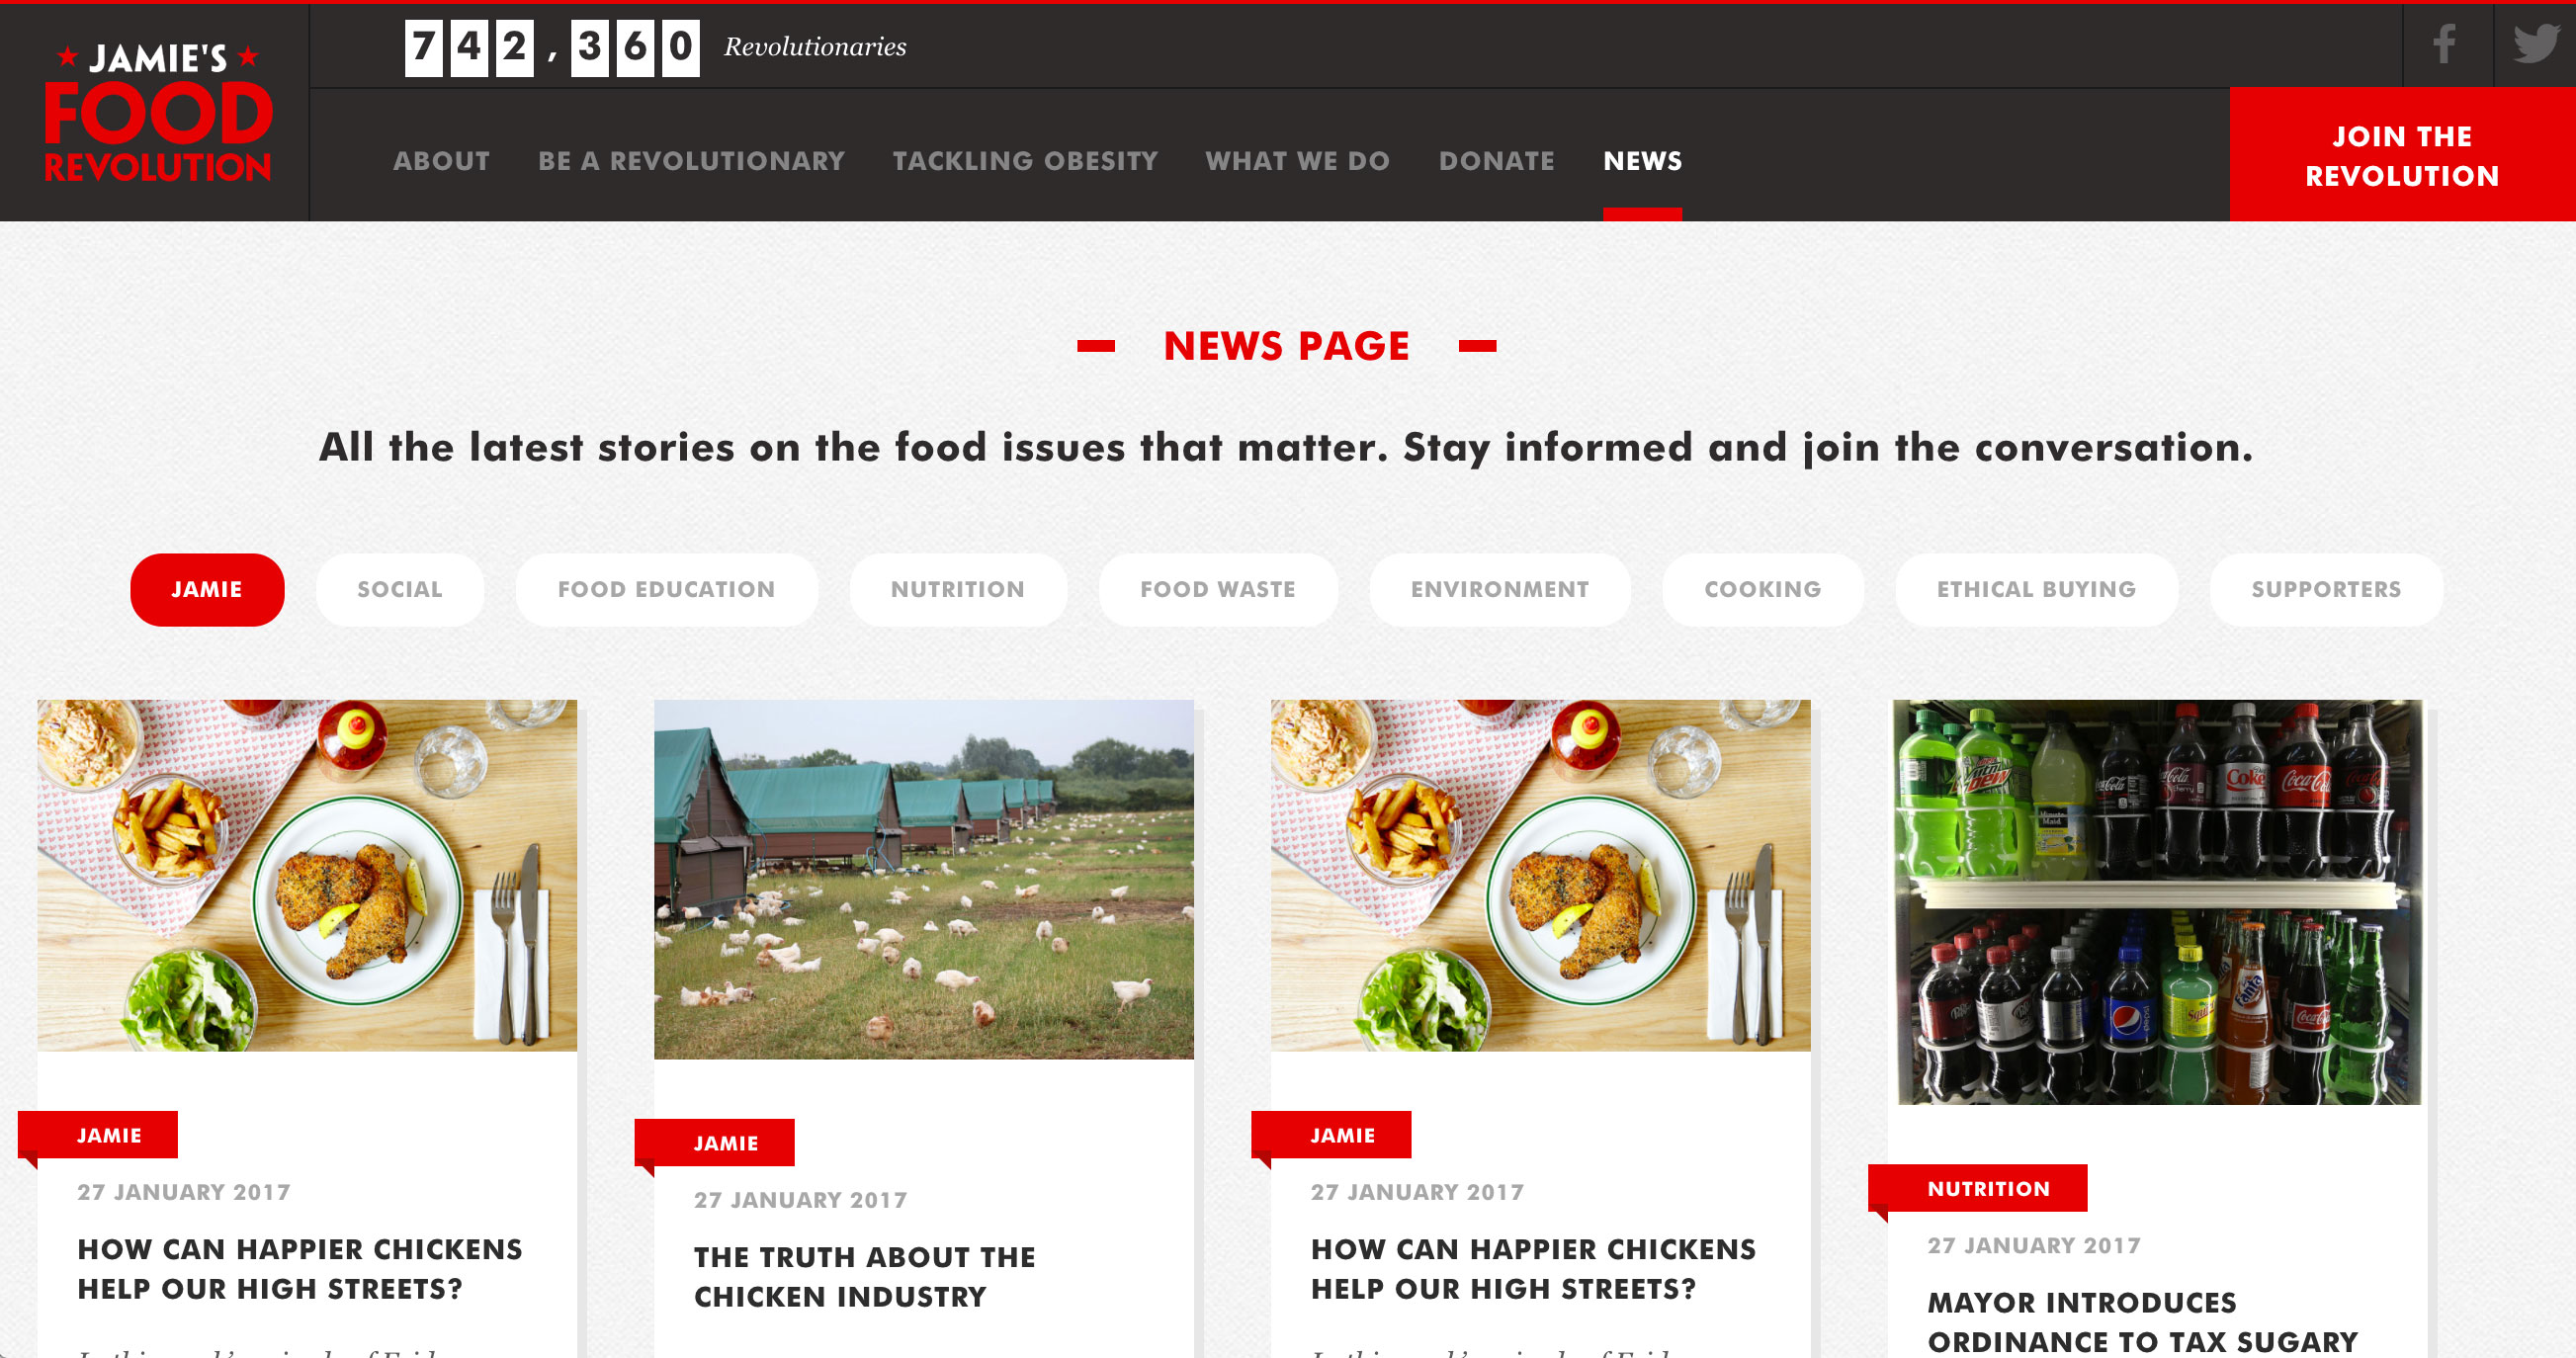 JAMIE'S
FOOD
REVOLUTION
742,360 Revolutionaries
ABOUT BE A REVOLUTIONARY TACKLING OBESITY WHAT WE DO DONATE NEWS
JOIN THE
REVOLUTION
NEWS PAGE
All the latest stories on the food issues that matter. Stay informed and join the conversation.
JAMIE SOCIAL FOOD EDUCATION NUTRITION FOOD WASTE ENVIRONMENT COOKING ETHICAL BUYING SUPPORTERS
JAMIE
27 JANUARY 2017
HOW CAN HAPPIER CHICKENS
HELP OUR HIGH STREETS?
JAMIE
27 JANUARY 2017
THE TRUTH ABOUT THE
CHICKEN INDUSTRY
JAMIE
27 JANUARY 2017
HOW CAN HAPPIER CHICKENS
HELP OUR HIGH STREETS?
Coke
Coca-Cola
Fanta
NUTRITION
27 JANUARY 2017
MAYOR INTRODUCES
ORDINANCE TO TAX SUGARY